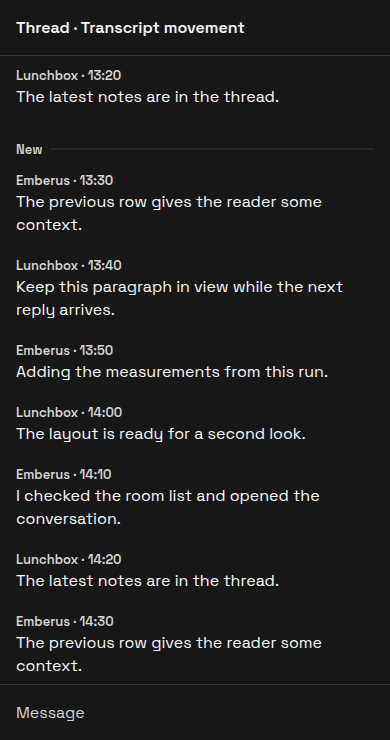 Thread · Transcript movement
Lunchbox · 13:20
The latest notes are in the thread.
New
Emberus · 13:30
The previous row gives the reader some
context.
Lunchbox · 13:40
Keep this paragraph in view while the next
reply arrives.
Emberus · 13:50
Adding the measurements from this run.
Lunchbox · 14:00
The layout is ready for a second look.
Emberus · 14:10
I checked the room list and opened the
conversation.
Lunchbox · 14:20
The latest notes are in the thread.
Emberus · 14:30
The previous row gives the reader some
context.
Message